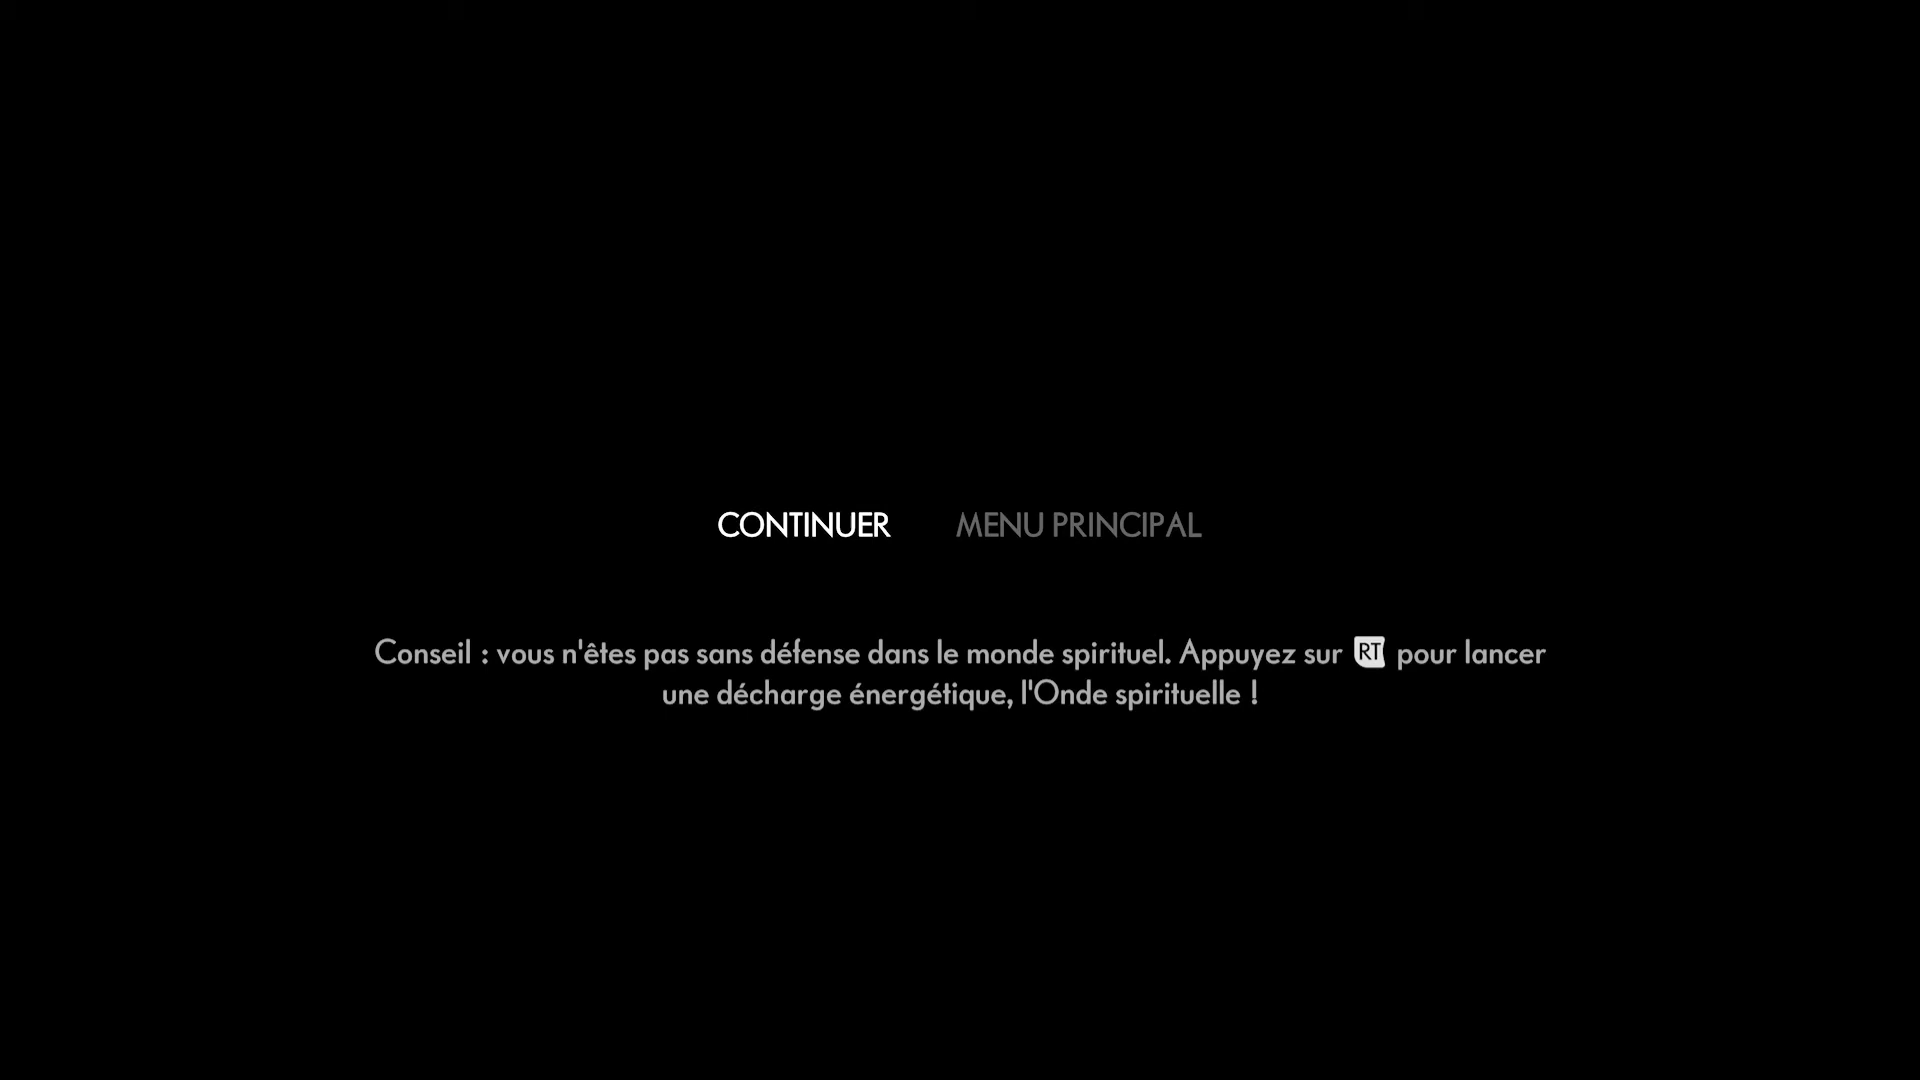 CONTINUER MENU PRINCIPAL
Conseil : vous n'êtes pas sans défense dans le monde spirituel. Appuyez sur RT pour lancer
une décharge énergétique, l'Onde spirituelle !